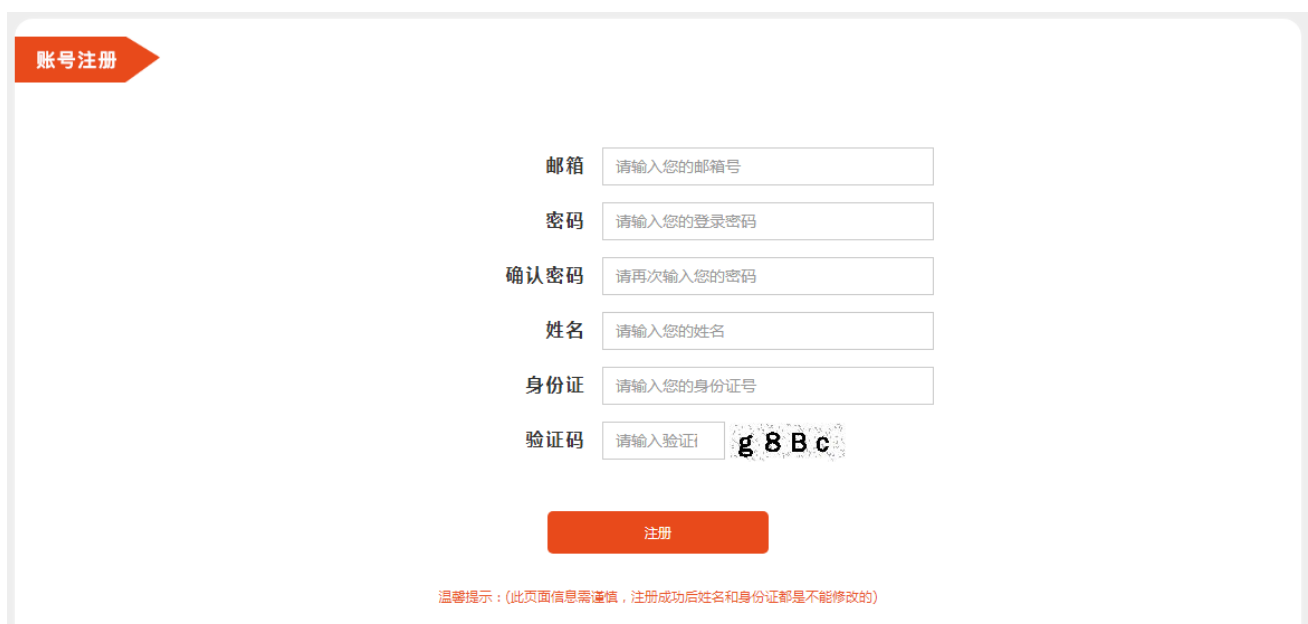 账号注册
邮箱 请输入您的邮箱号
密码 请输入您的登录密码
确认密码 请再次输入您的密码
姓名 请输入您的姓名
身份证 请输入您的身份证号
验证码 请输入验证 g8Bc
注册
温馨提示：(此页面信息需谨慎，注册成功后姓名和身份证都是不能修改的)